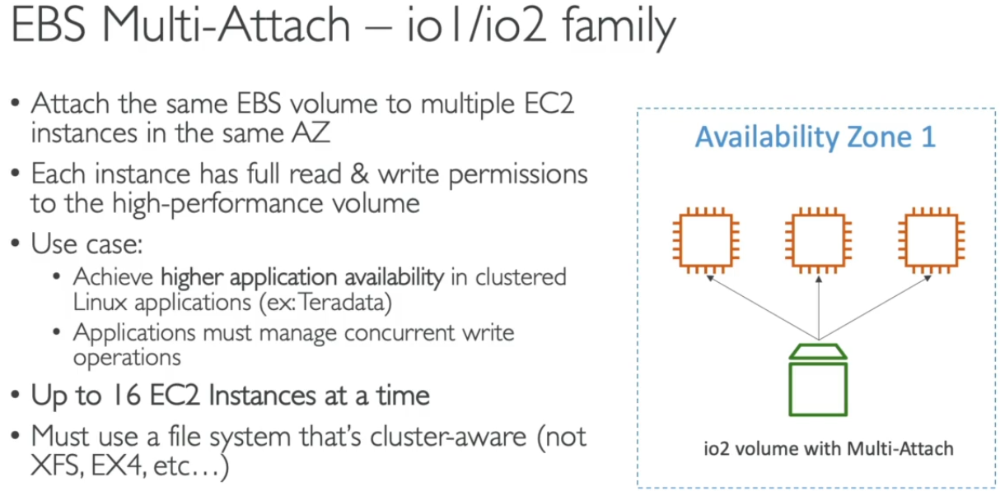 EBS Multi-Attach – io1/io2 family
• Attach the same EBS volume to multiple EC2
instances in the same AZ
• Each instance has full read & write permissions
to the high-performance volume
• Use case:
• Achieve higher application availability in clustered
Linux applications (ex: Teradata)
• Applications must manage concurrent write
operations
• Up to 16 EC2 Instances at a time
• Must use a file system that's cluster-aware (not
XFS, EX4, etc…)
Availability Zone 1
io2 volume with Multi-Attach